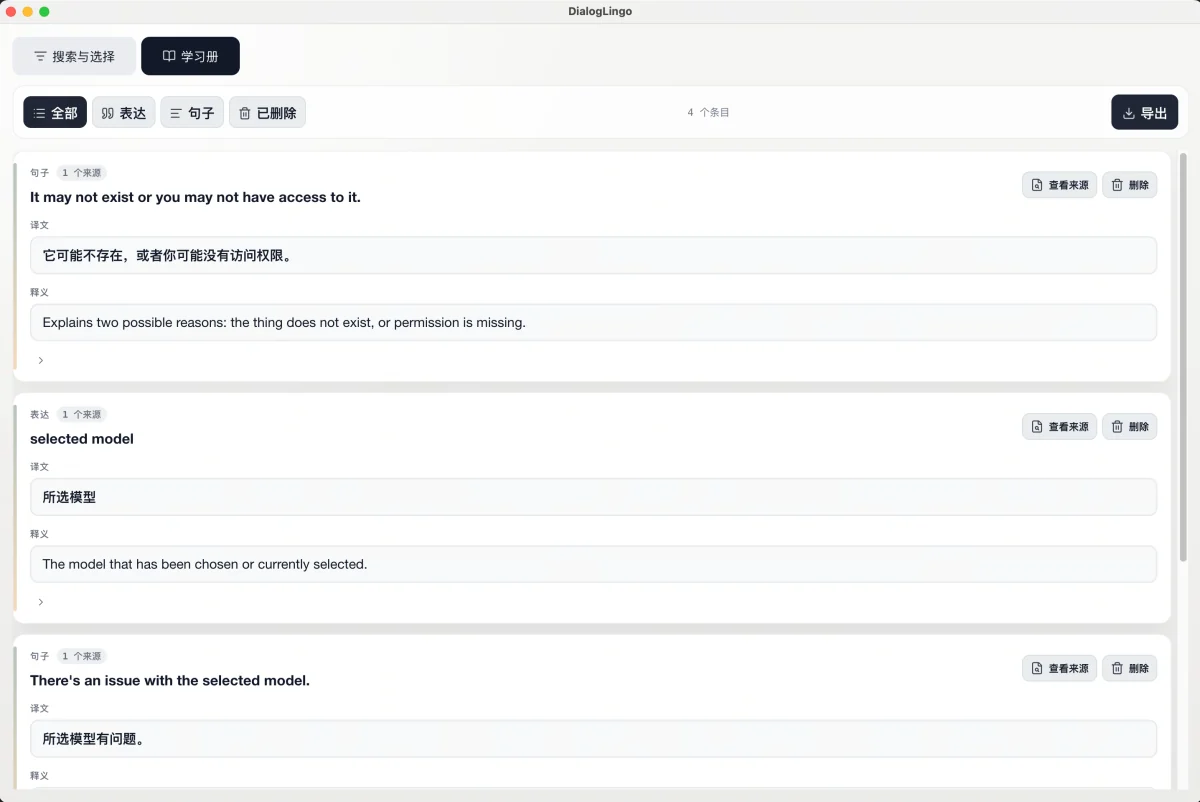 DialogLingo
搜索与选择 学习册
全部 表达 句子 已删除 4 个条目 导出
句子 1 个来源
查看来源 删除
It may not exist or you may not have access to it.
译文
它可能不存在，或者你可能没有访问权限。
释义
Explains two possible reasons: the thing does not exist, or permission is missing.
表达 1 个来源
查看来源 删除
selected model
译文
所选模型
释义
The model that has been chosen or currently selected.
句子 1 个来源
查看来源 删除
There's an issue with the selected model.
译文
所选模型有问题。
释义